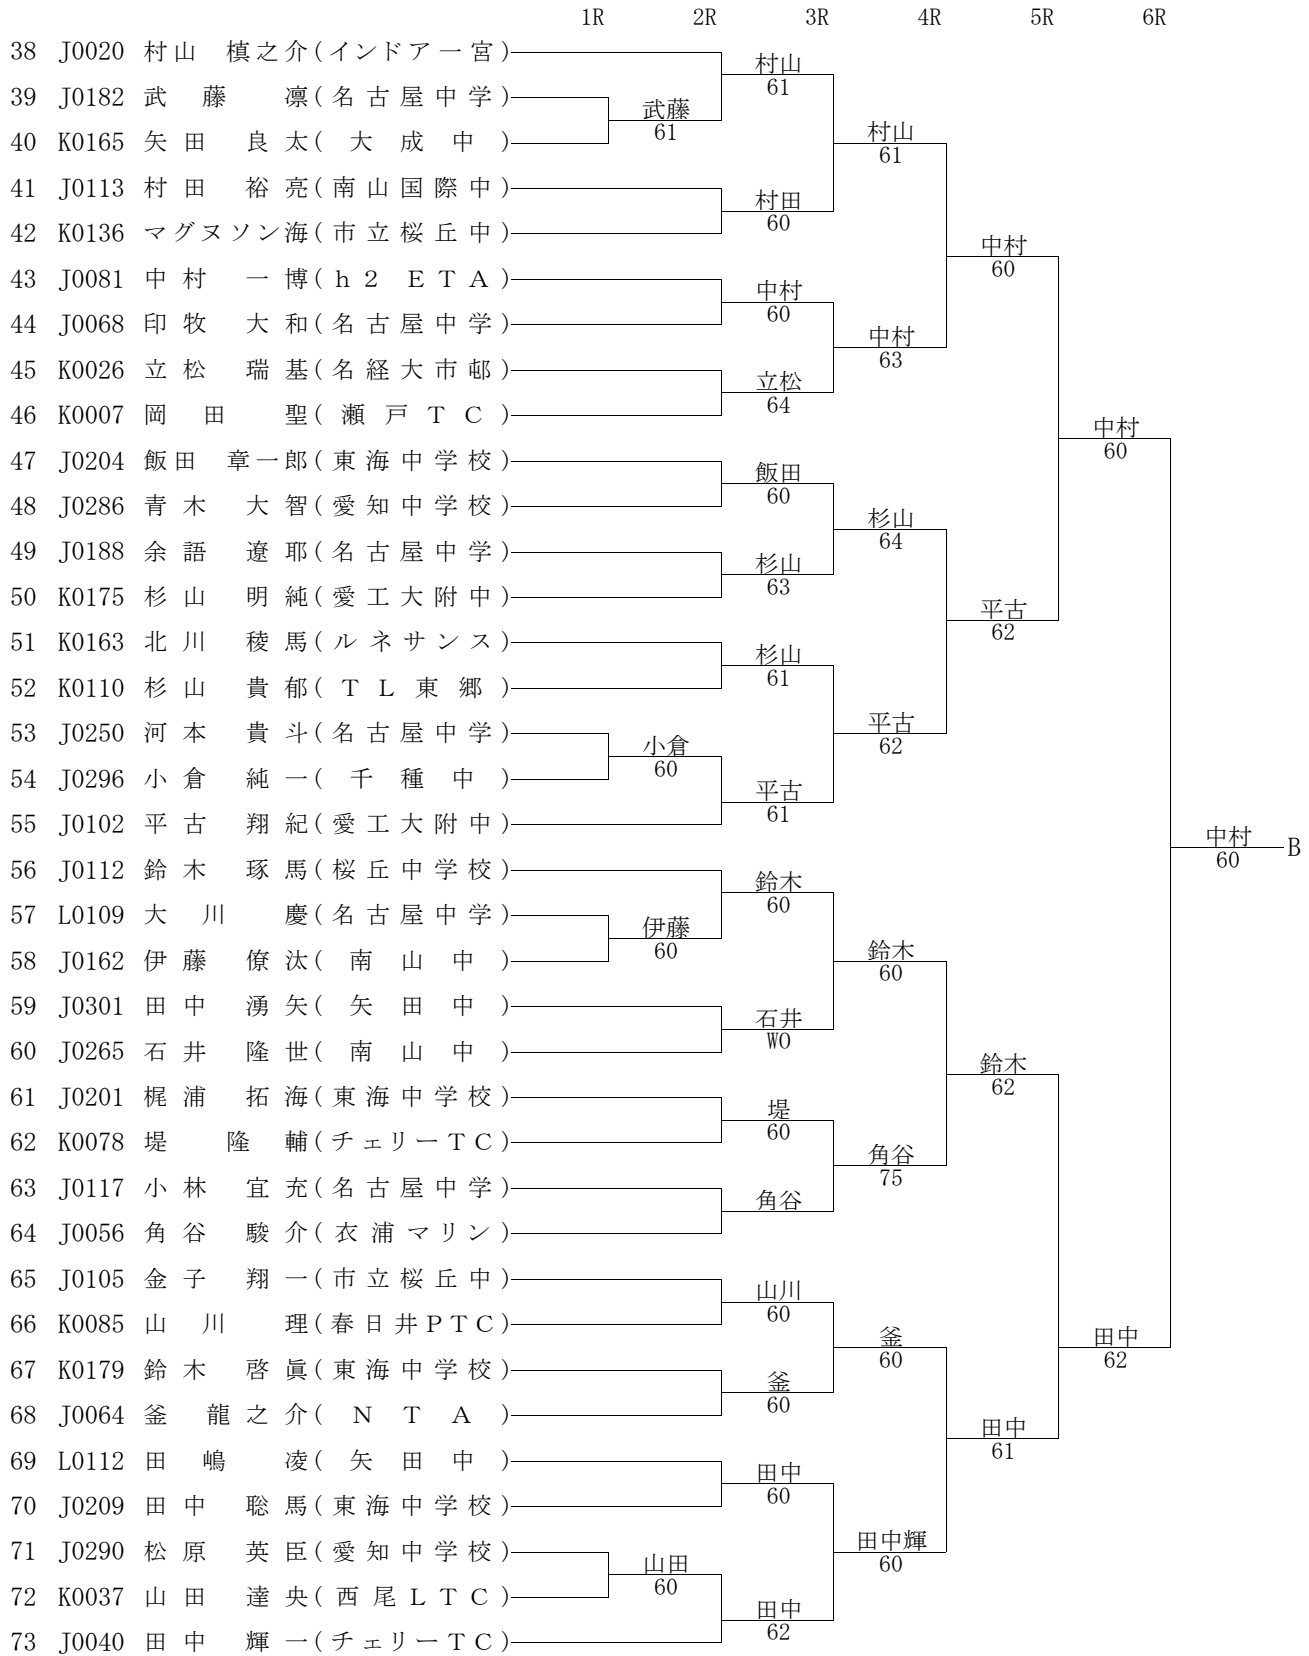 1R 2R 3R 4R 5R 6R
38 J0020 村山 槙之介(インドアー宮)
村山
61
39 J0182 武藤 凛(名古屋中学)
武藤
61
40 K0165 矢田 良太(大成中)
村山
61
41 J0113 村田 裕亮(南山国際中)
村田
60
42 K0136 マグヌソン海(市立桜丘中)
中村
60
43 J0081 中村 一博(h2 ETA)
中村
60
44 J0068 印牧 大和(名古屋中学)
中村
63
45 K0026 立松 瑞基(名経大市邨)
立松
64
46 K0007 岡田 聖(瀬戸TC)
中村
60
47 J0204 飯田 章一郎(東海中学校)
飯田
60
48 J0286 青木 大智(愛知中学校)
杉山
64
49 J0188 余語 遼耶(名古屋中学)
杉山
63
50 K0175 杉山 明純(愛工大附中)
平古
62
51 K0163 北川 稜馬(ルネサンス)
杉山
61
52 K0110 杉山 貴郁(TL東郷)
平古
62
53 J0250 河本 貴斗(名古屋中学)
小倉
60
54 J0296 小倉 純一(千種中)
平古
61
55 J0102 平古 翔紀(愛工大附中)
中村
60
B
56 J0112 鈴木 琢馬(桜丘中学校)
鈴木
60
57 L0109 大川 慶(名古屋中学)
伊藤
60
58 J0162 伊藤 僚汰(南山中)
鈴木
60
59 J0301 田中 湧矢(矢田中)
石井
WO
60 J0265 石井 隆世(南山中)
鈴木
62
61 J0201 梶浦 拓海(東海中学校)
堤
60
62 K0078 堤 隆輔(チェリーTC)
角谷
75
63 J0117 小林 宜充(名古屋中学)
角谷
64 J0056 角谷 駿介(衣浦マリン)
65 J0105 金子 翔一(市立桜丘中)
山川
60
66 K0085 山川 理(春日井PTC)
釜
60
田中
62
67 K0179 鈴木 啓眞(東海中学校)
釜
60
68 J0064 釜 龍之介(NTA)
田中
61
69 L0112 田嶋 凌(矢田中)
田中
60
70 J0209 田中 聡馬(東海中学校)
田中輝
60
71 J0290 松原 英臣(愛知中学校)
山田
60
72 K0037 山田 達央(西尾LTC)
田中
62
73 J0040 田中 輝一(チェリーTC)